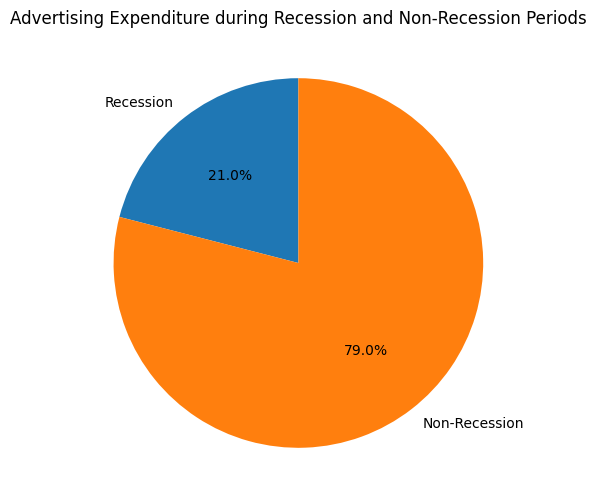 Advertising Expenditure during Recession and Non-Recession Periods
Recession
21.0%
79.0%
Non-Recession